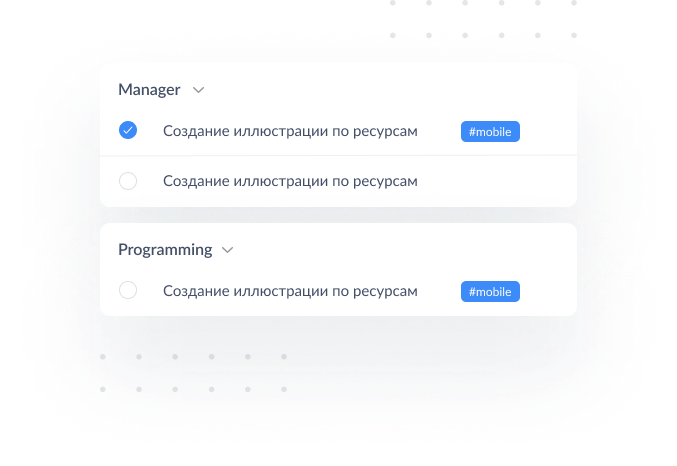 Manager
Создание иллюстрации по ресурсам #mobile
Создание иллюстрации по ресурсам
Programming
Создание иллюстрации по ресурсам #mobile